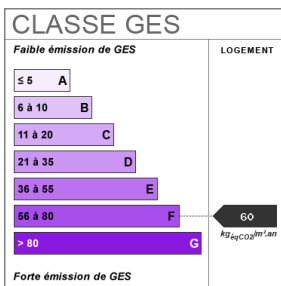 CLASSE GES
Faible émission de GES
LOGEMENT
≤ 5 A
6 à 10 B
11 à 20 C
21 à 35 D
36 à 55 E
56 à 80 F
60
kgéqCO2/m².an
> 80 G
Forte émission de GES